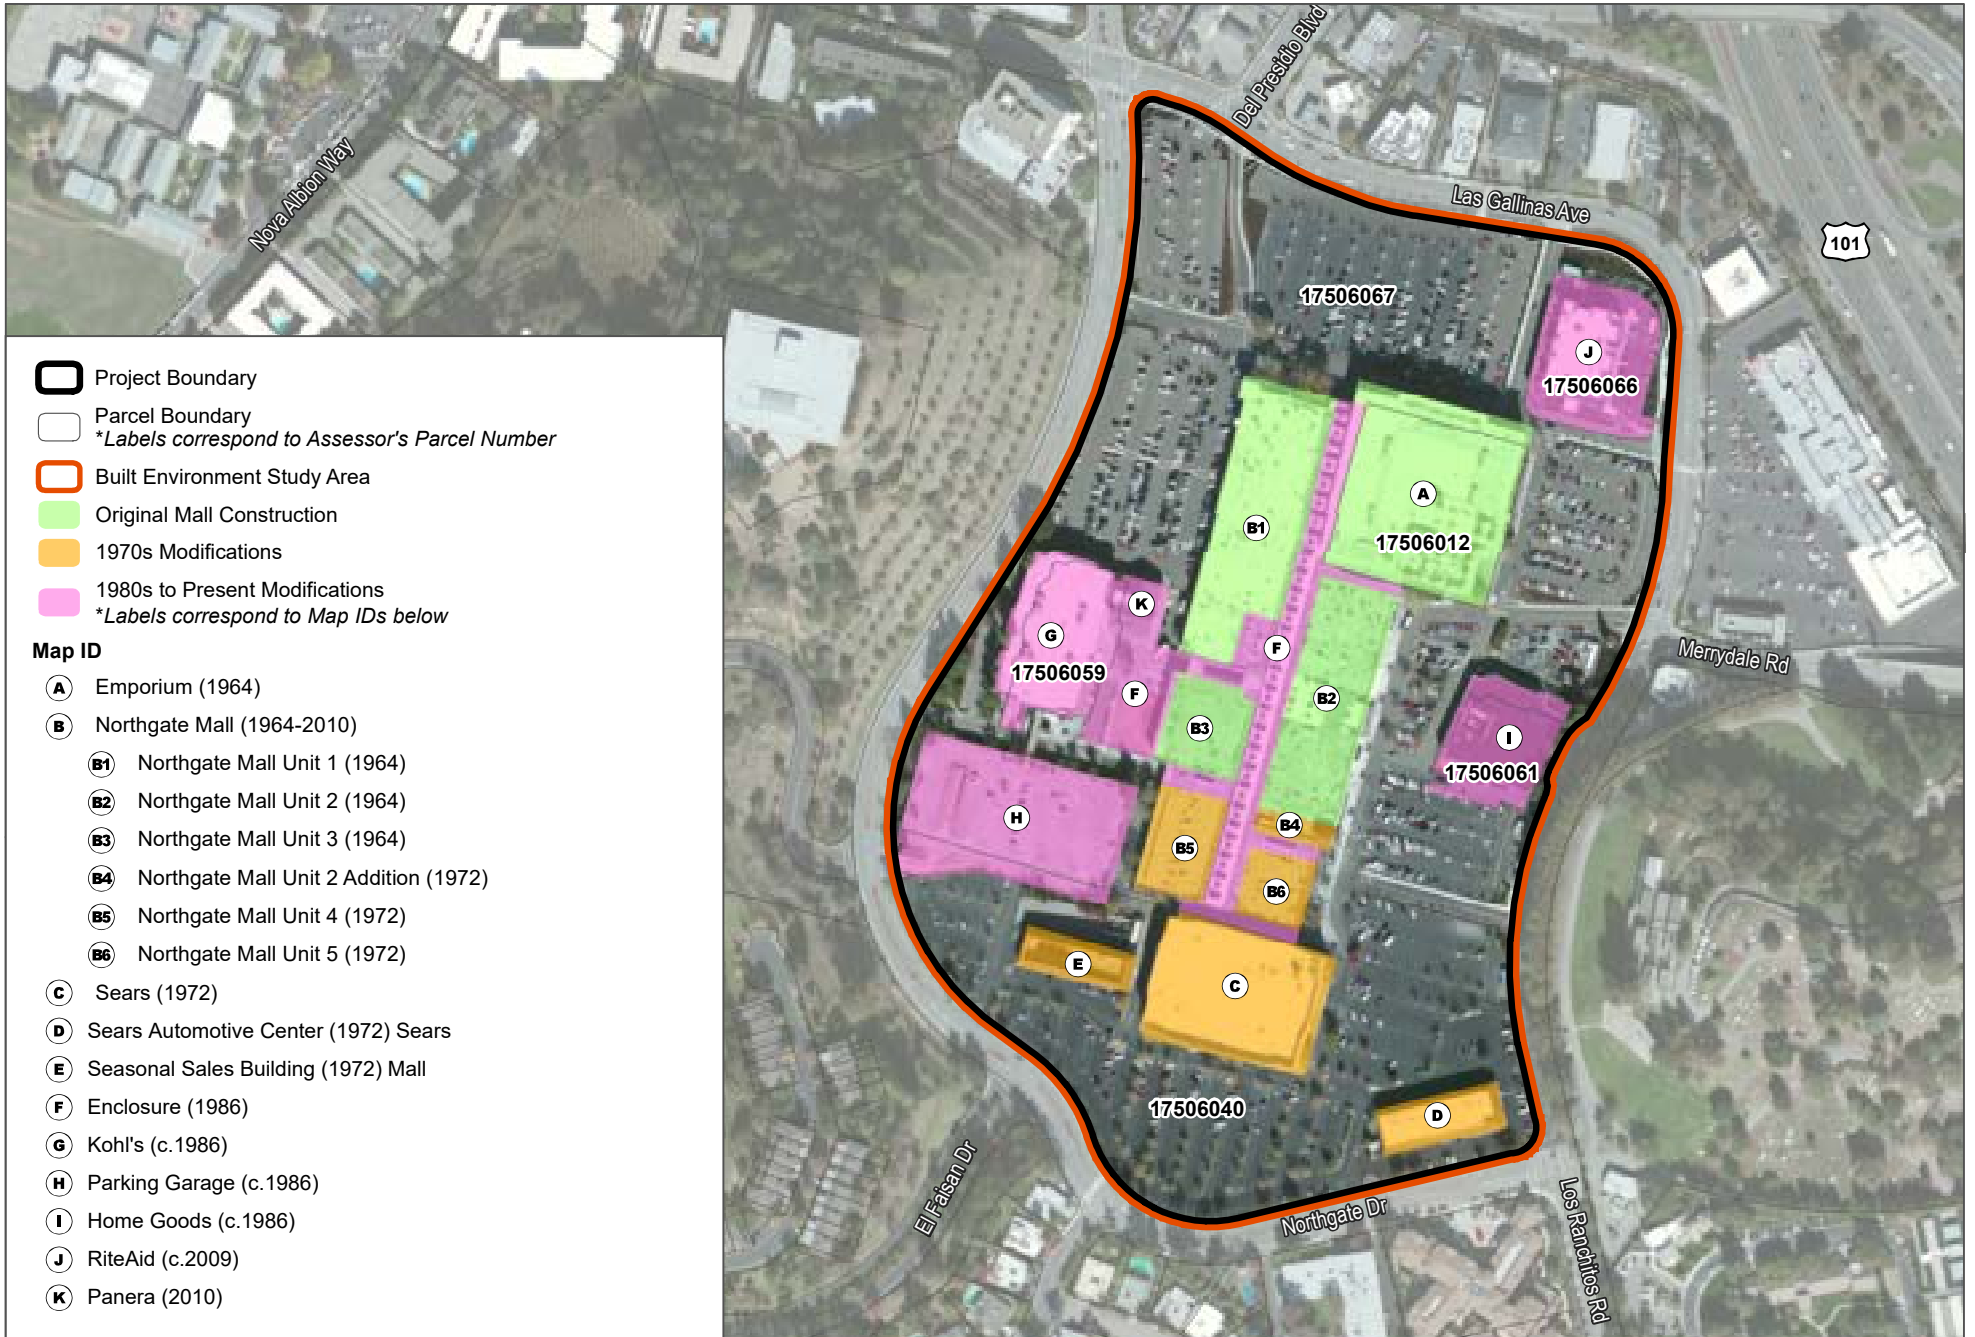 Del Presidio Blvd
Nova Albion Way
Las Gallinas Ave
101
17506067
J
17506066
A
17506012
B1
K
G
17506059
F
F
B2
B3
Merrydale Rd
I
17506061
H
B4
B5
B6
E
C
17506040
D
El Faisan Dr
Northgate Dr
Los Ranchitos Rd
Project Boundary
Parcel Boundary
*Labels correspond to Assessor's Parcel Number
Built Environment Study Area
Original Mall Construction
1970s Modifications
1980s to Present Modifications
*Labels correspond to Map IDs below
Map ID
A Emporium (1964)
B Northgate Mall (1964-2010)
B1 Northgate Mall Unit 1 (1964)
B2 Northgate Mall Unit 2 (1964)
B3 Northgate Mall Unit 3 (1964)
B4 Northgate Mall Unit 2 Addition (1972)
B5 Northgate Mall Unit 4 (1972)
B6 Northgate Mall Unit 5 (1972)
C Sears (1972)
D Sears Automotive Center (1972) Sears
E Seasonal Sales Building (1972) Mall
F Enclosure (1986)
G Kohl's (c.1986)
H Parking Garage (c.1986)
I Home Goods (c.1986)
J RiteAid (c.2009)
K Panera (2010)